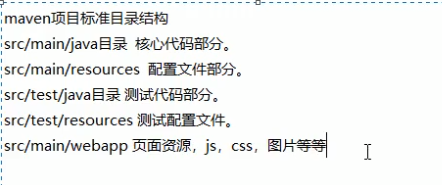 maven项目标准目录结构
src/main/java目录 核心代码部分。
src/main/resources 配置文件部分。
src/test/java目录 测试代码部分。
src/test/resources 测试配置文件。
src/main/webapp 页面资源，js，css，图片等等